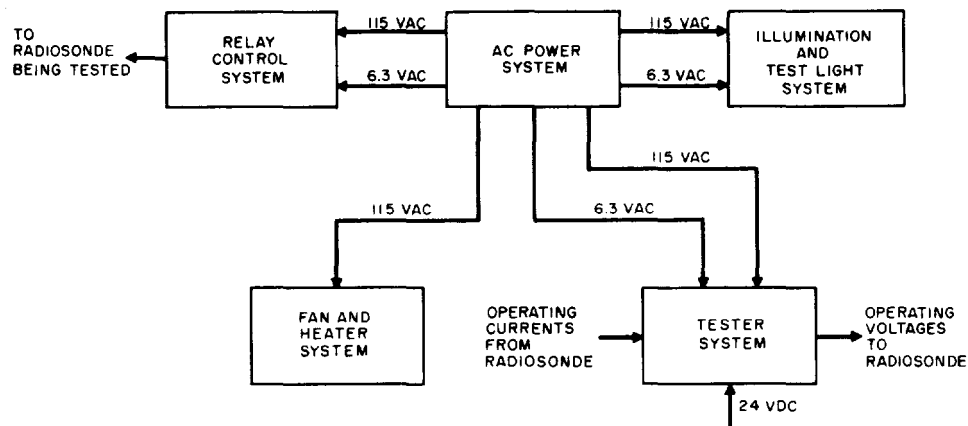 TO
RADIOSONDE
BEING TESTED
RELAY
CONTROL
SYSTEM
115 VAC
6.3 VAC
AC POWER
SYSTEM
115 VAC
6.3 VAC
ILLUMINATION
AND
TEST LIGHT
SYSTEM
115 VAC
115 VAC
6.3 VAC
FAN AND
HEATER
SYSTEM
OPERATING
CURRENTS
FROM
RADIOSONDE
TESTER
SYSTEM
OPERATING
VOLTAGES
TO
RADIOSONDE
24 VDC